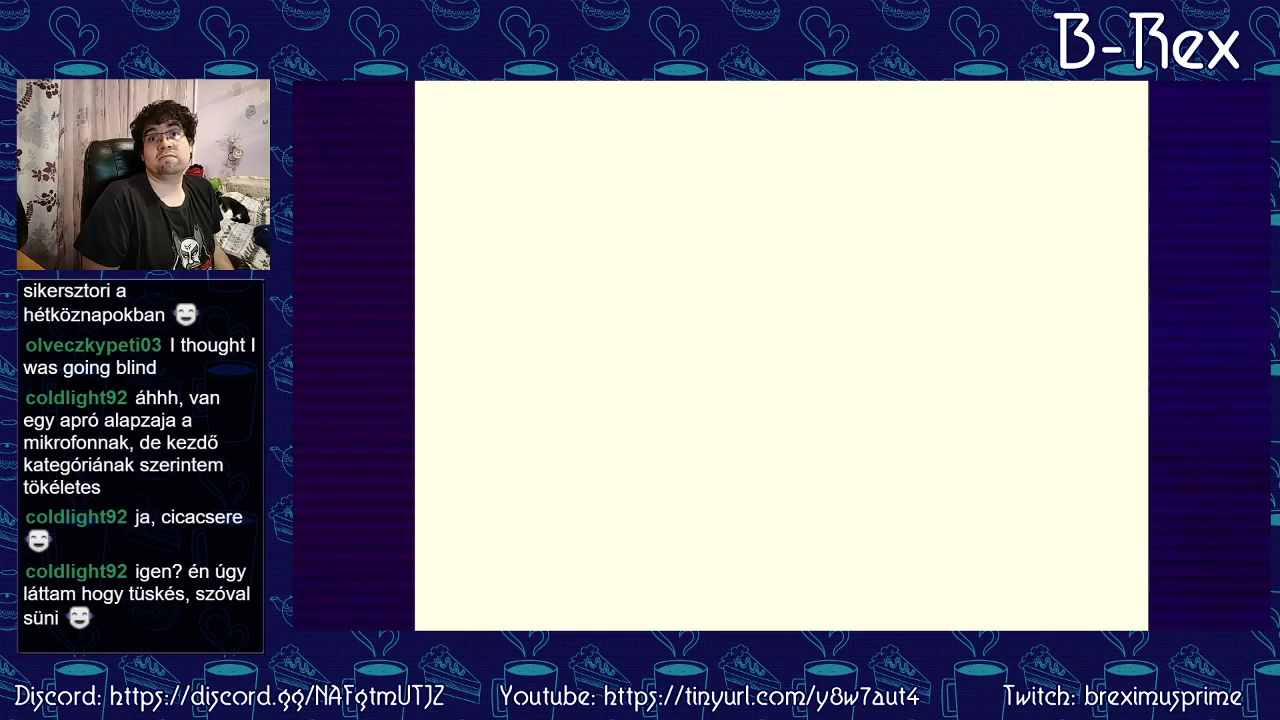 B-Rex
sikersztori a
hétköznapokban
olveczkypeti03 I thought I
was going blind
coldlight92 áhhh, van
egy apró alapzaja a
mikrofonnak, de kezdő
kategóriának szerintem
tökéletes
coldlight92 ja, cicacsere
coldlight92 igen? én úgy
láttam hogy tüskés, szóval
süni
Discord: https://discord.gg/NAFgtmUTJZ Youtube: https://tinyurl.com/y8w7aut4 Twitch: breximusprime